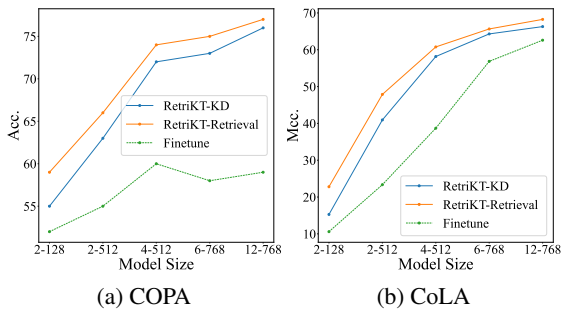 75
70
65
60
55
Acc.
RetriKT-KD
RetriKT-Retrieval
Finetune
2-128 2-512 4-512 6-768 12-768
Model Size
(a) COPA
70
60
50
40
30
20
10
Mcc.
RetriKT-KD
RetriKT-Retrieval
Finetune
2-128 2-512 4-512 6-768 12-768
Model Size
(b) CoLA